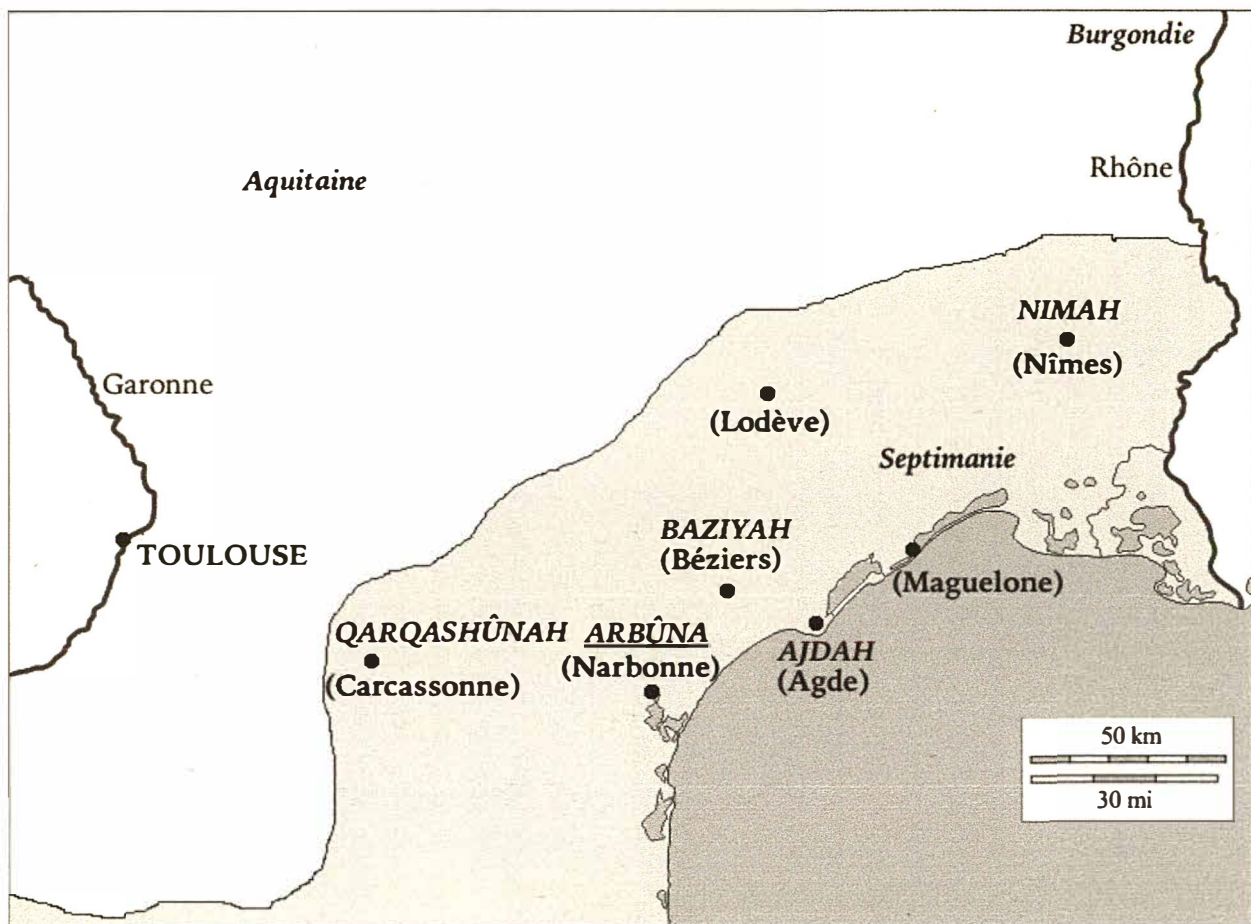 Burgondie
Rhône
Aquitaine
NIMAH
(Nîmes)
Garonne
(Lodève)
Septimanie
BAZIYAH
(Béziers)
TOULOUSE
(Maguelone)
QARQASHÛNAH
(Carcassonne)
ARBÛNA
(Narbonne)
AJDAH
(Agde)
50 km
30 mi